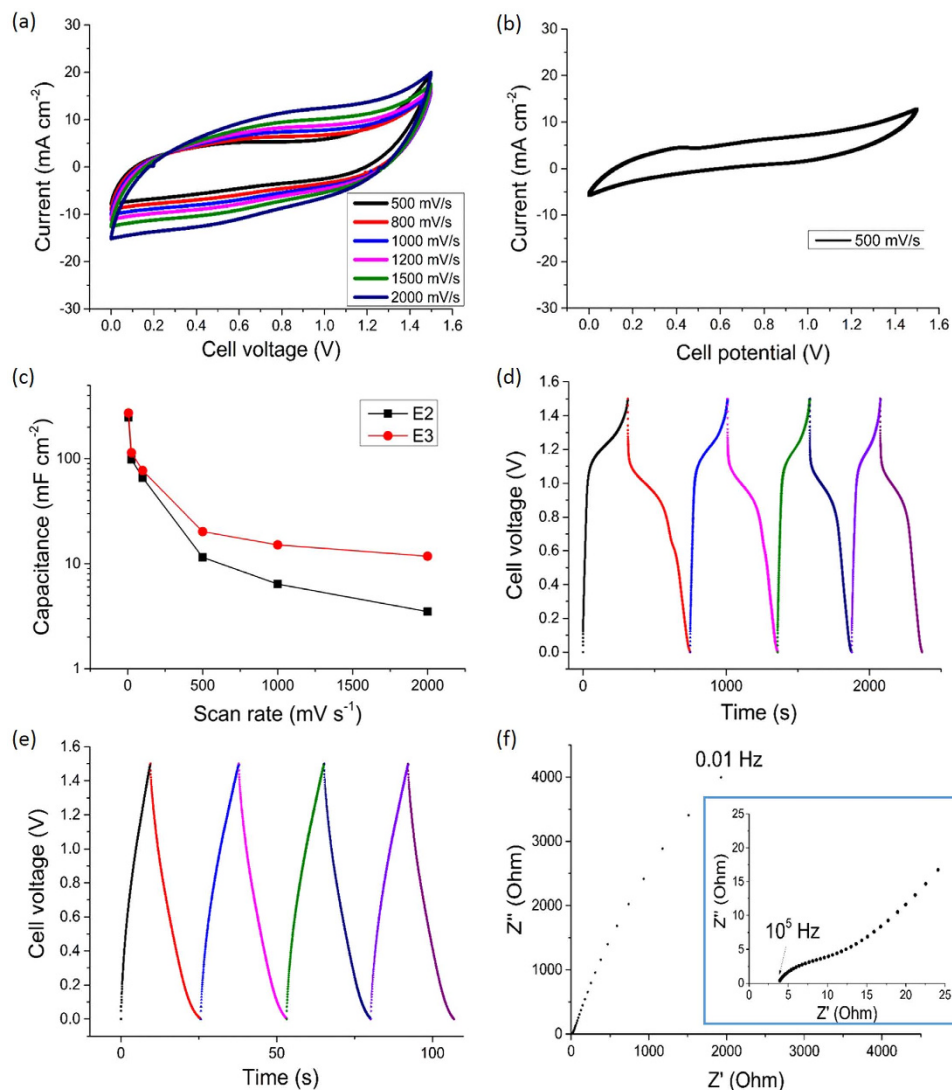 (a)
30
20
10
0
-10
-20
-30
Current (mA cm-2)
0.0 0.2 0.4 0.6 0.8 1.0 1.2 1.4 1.6
Cell voltage (V)
500 mV/s
800 mV/s
1000 mV/s
1200 mV/s
1500 mV/s
2000 mV/s
(b)
30
20
10
0
-10
-20
-30
Current (mA cm-2)
0.0 0.2 0.4 0.6 0.8 1.0 1.2 1.4 1.6
Cell potential (V)
500 mV/s
(c)
100
10
1
Capacitance (mF cm-2)
0 500 1000 1500 2000
Scan rate (mV s-1)
E2
E3
(d)
1.6
1.4
1.2
1.0
0.8
0.6
0.4
0.2
0.0
Cell voltage (V)
0 1000 2000
Time (s)
(e)
1.6
1.4
1.2
1.0
0.8
0.6
0.4
0.2
0.0
Cell voltage (V)
0 50 100
Time (s)
(f)
0.01 Hz
4000
3000
2000
1000
0
Z'' (Ohm)
0 1000 2000 3000 4000
Z' (Ohm)
25
20
15
10
5
0
Z'' (Ohm)
105 Hz
0 5 10 15 20 25
Z' (Ohm)